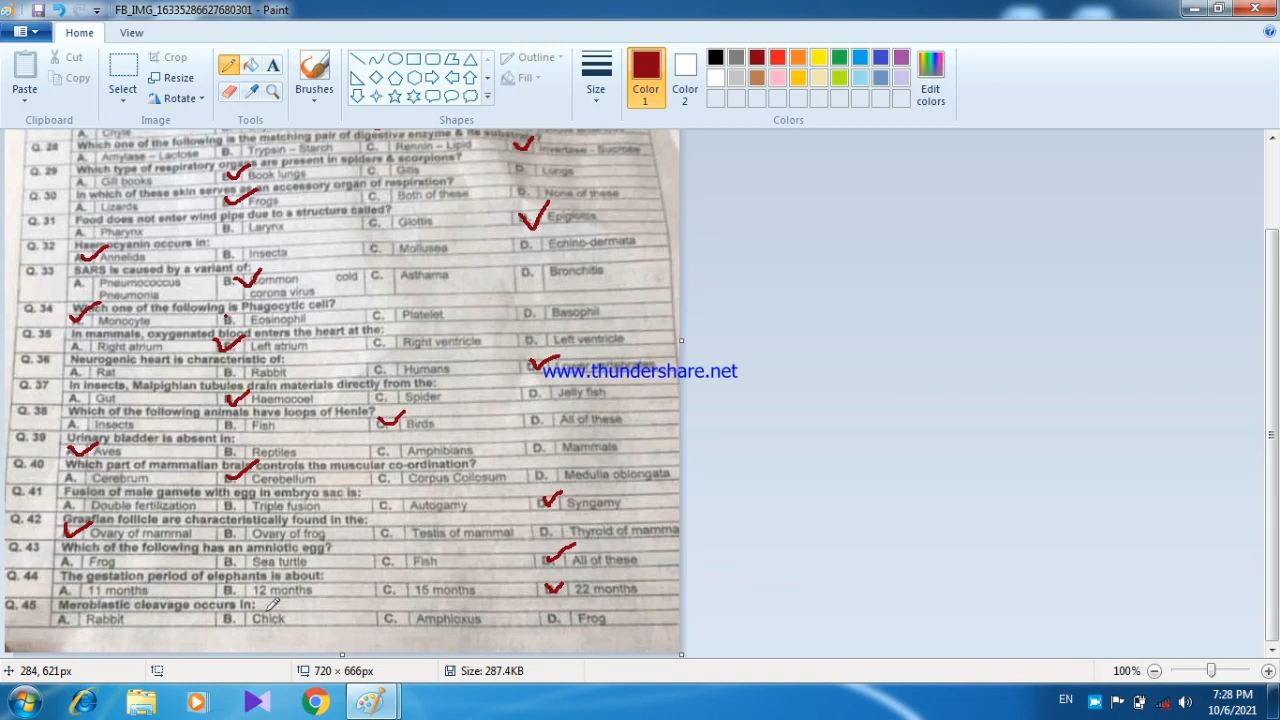 FB_IMG_16335286627680301 - Paint
Home View
Paste Cut Copy Select Crop Resize Rotate Brushes Outline Fill Size Color 1 Color 2 Edit colors
Clipboard Image Tools Shapes Colors
A. Chyle
Q. 28 Which one of the following is the matching pair of digestive enzyme & its substrate?
A. Amylase – Lactose B. Trypsin – Starch C. Rennin – Lipid Invertase - Sucrose
Q. 29 Which type of respiratory organs are present in spiders & scorpions?
A. Gill books B. Book lungs C. Gills D. Lungs
Q. 30 In which of these skin serves as an accessory organ of respiration?
A. Lizards B. Frogs C. Both of these D. None of these
Q. 31 Food does not enter wind pipe due to a structure called?
A. Pharynx B. Larynx C. Glottis Epiglottis
Q. 32 Haemocyanin occurs in:
A. Annelida B. Insecta C. Mollusea D. Echino-dermata
Q. 33 SARS is caused by a variant of:
A. Pneumococcus B. Common cold C. Asthama D. Bronchitis
Pneumonia corona virus
Q. 34 Which one of the following is Phagocytic cell?
A. Monocyte B. Eosinophil C. Platelet D. Basophil
Q. 35 In mammals, oxygenated blood enters the heart at the:
A. Right atrium B. Left atrium C. Right ventricle D. Left ventricle
Q. 36 Neurogenic heart is characteristic of:
A. Rat B. Rabbit C. Humans D.
www.thundershare.net
Q. 37 In insects, Malpighian tubules drain materials directly from the:
A. Gut B. Haemocoel C. Spider D. Jelly fish
Q. 38 Which of the following animals have loops of Henle?
A. Insects B. Fish C. Birds D. All of these
Q. 39 Urinary bladder is absent in:
A. Aves B. Reptiles C. Amphibians D. Mammals
Q. 40 Which part of mammalian brain controls the muscular co-ordination?
A. Cerebrum B. Cerebellum C. Corpus Collosum D. Medulla oblongata
Q. 41 Fusion of male gamete with egg in embryo sac is:
A. Double fertilization B. Triple fusion C. Autogamy D. Syngamy
Q. 42 Graafian follicle are characteristically found in the:
Ovary of mammal B. Ovary of frog C. Testis of mammal D. Thyroid of mamma
Q. 43 Which of the following has an amniotic egg?
A. Frog B. Sea turtle C. Fish D. All of these
Q. 44 The gestation period of elephants is about:
A. 11 months B. 12 months C. 15 months D. 22 months
Q. 45 Meroblastic cleavage occurs in:
A. Rabbit B. Chick C. Amphioxus D. Frog
284, 621px 720 × 666px Size: 287.4KB 100%
EN 7:28 PM
10/6/2021